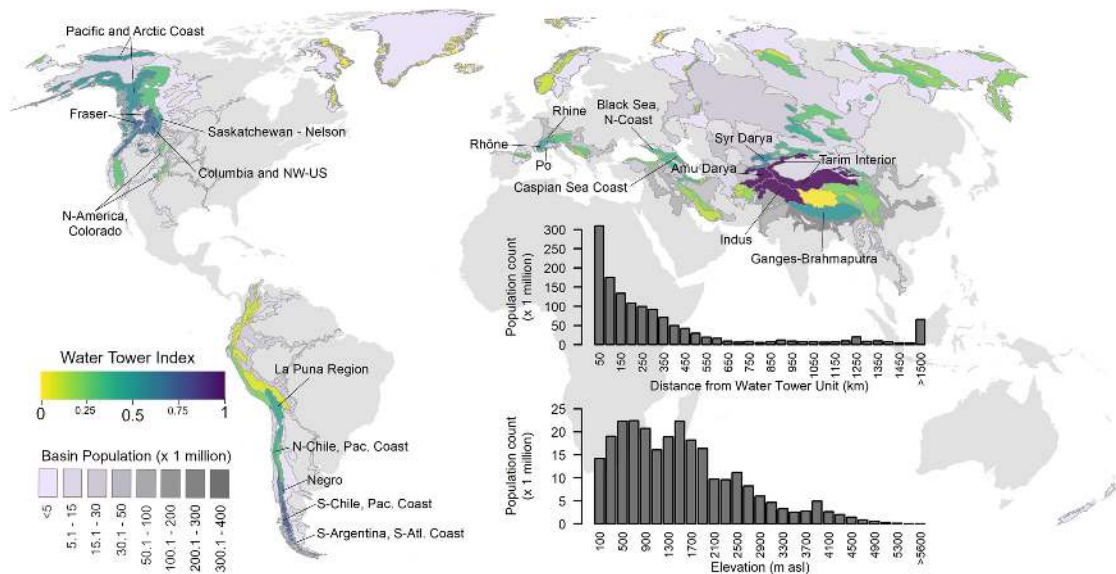 Pacific and Arctic Coast
Fraser
Saskatchewan - Nelson
Columbia and NW-US
N-America,
Colorado
Black Sea,
N-Coast
Rhine
Rhône
Po
Syr Darya
Amu Darya
Tarim Interior
Caspian Sea Coast
Indus
Ganges-Brahmaputra
La Puna Region
N-Chile, Pac. Coast
Negro
S-Chile, Pac. Coast
S-Argentina, S-Atl. Coast
Water Tower Index
0 0.25 0.5 0.75 1
Basin Population (x 1 million)
<5
5.1 - 15
15.1 - 30
30.1 - 50
50.1 - 100
100.1 - 200
200.1 - 300
300.1 - 400
Population count
(x 1 million)
300
250
200
150
100
50
0
50 150 250 350 450 550 650 750 850 950 1050 1150 1250 1350 1450 >1500
Distance from Water Tower Unit (km)
Population count
(x 1 million)
25
20
15
10
5
0
100 500 900 1300 1700 2100 2500 2900 3300 3700 4100 4500 4900 5300 >5600
Elevation (m asl)